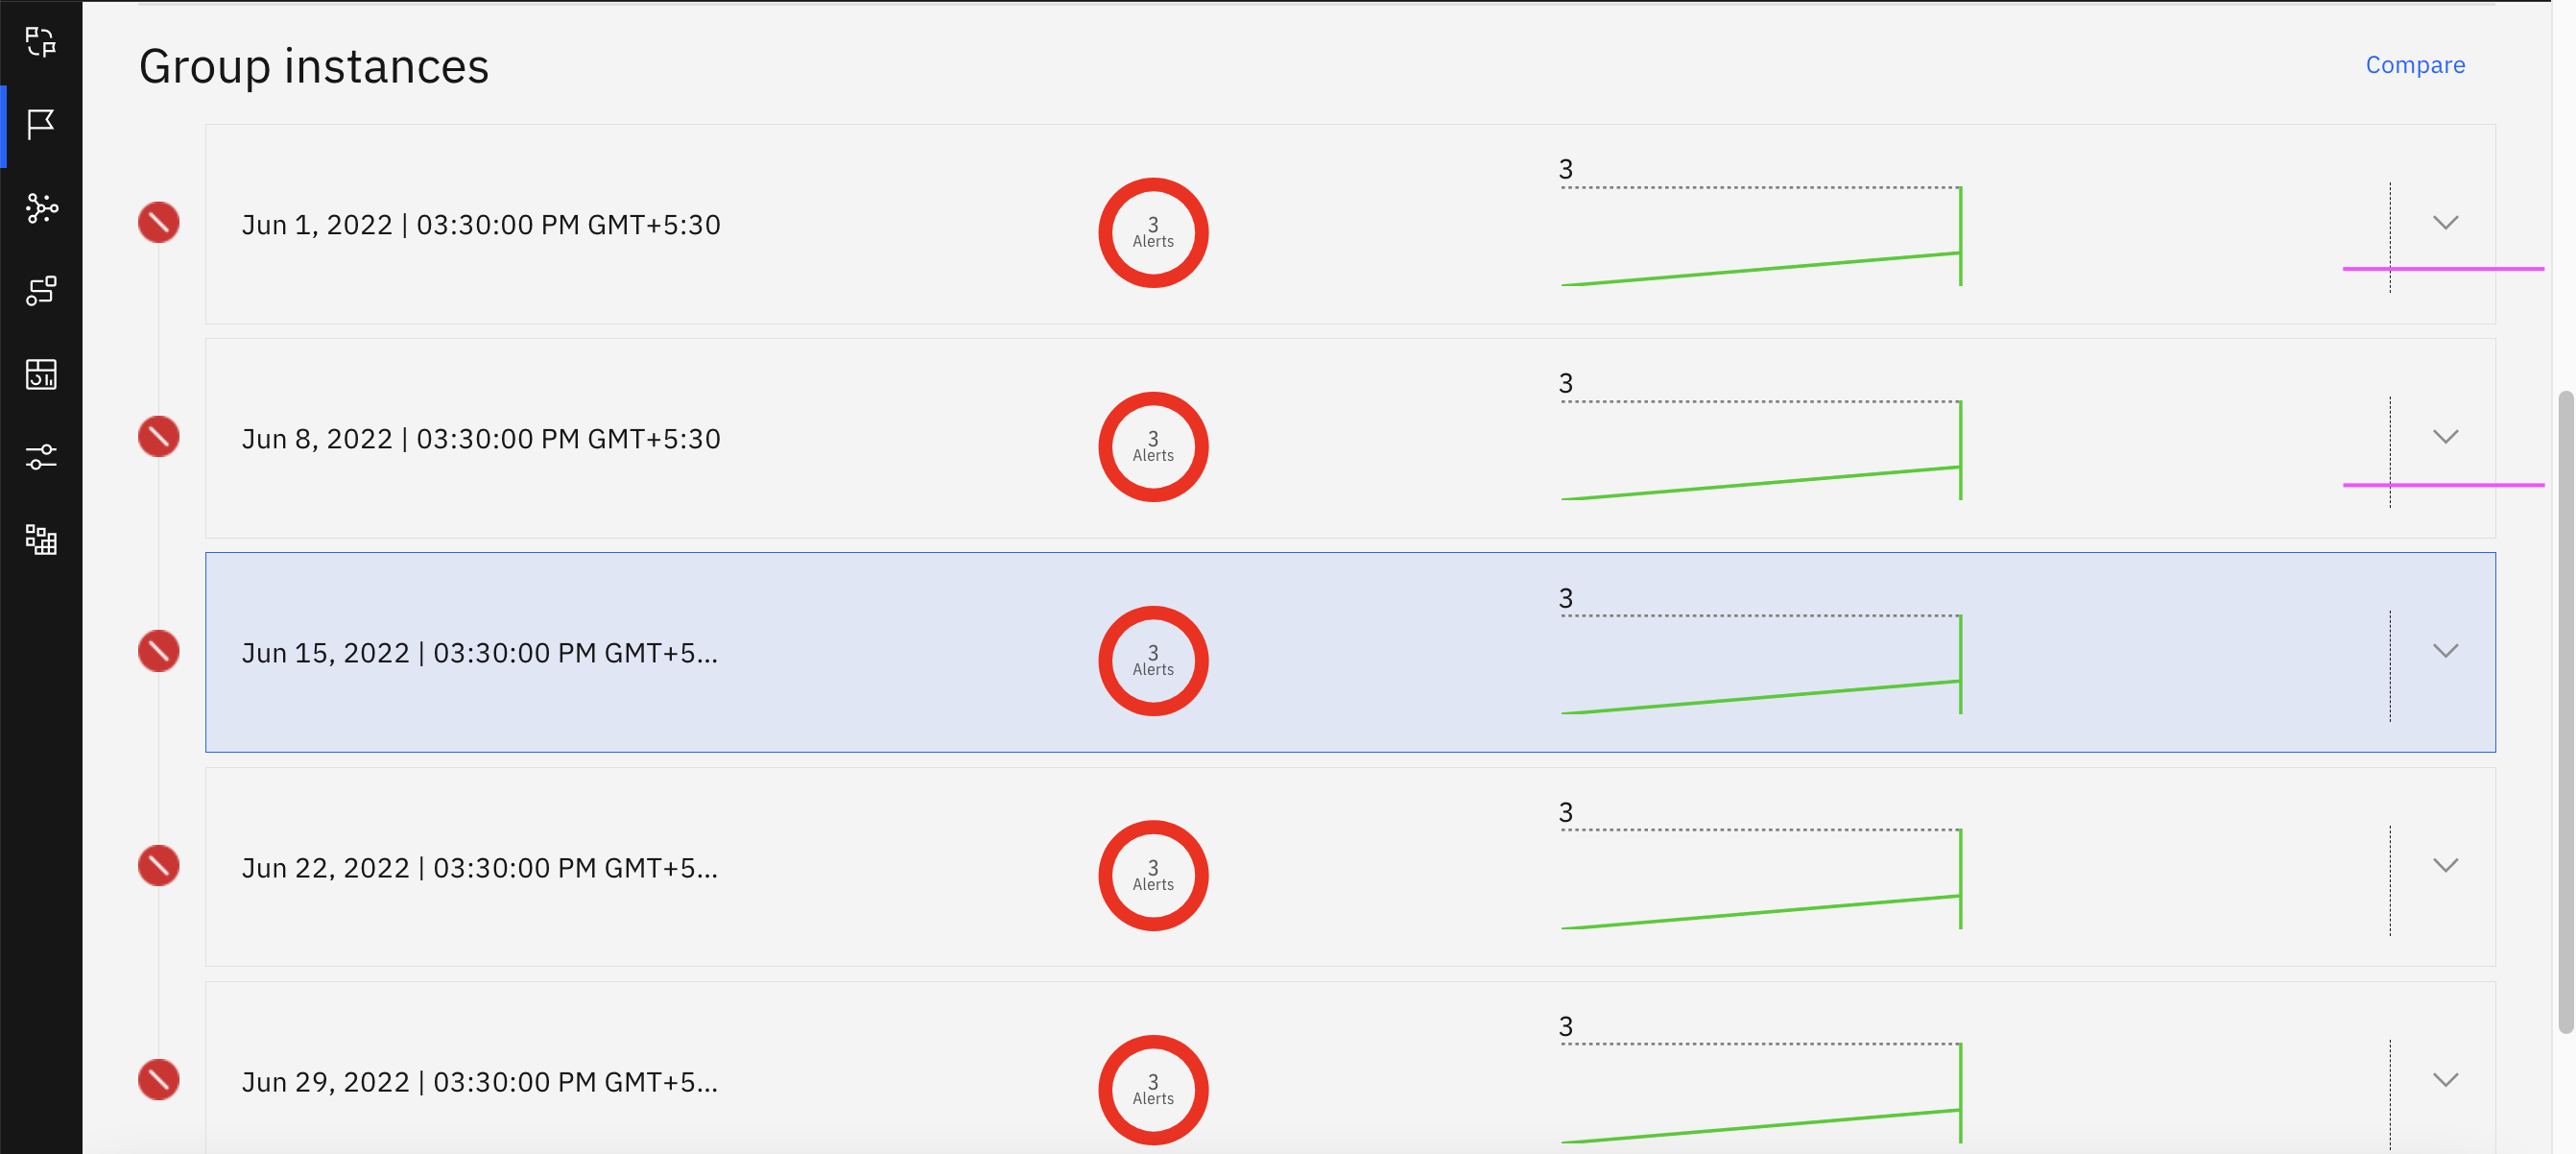 Group instances
Compare
3
Jun 1, 2022 | 03:30:00 PM GMT+5:30
3
Alerts
3
Jun 8, 2022 | 03:30:00 PM GMT+5:30
3
Alerts
3
Jun 15, 2022 | 03:30:00 PM GMT+5...
3
Alerts
3
Jun 22, 2022 | 03:30:00 PM GMT+5...
3
Alerts
3
Jun 29, 2022 | 03:30:00 PM GMT+5...
3
Alerts